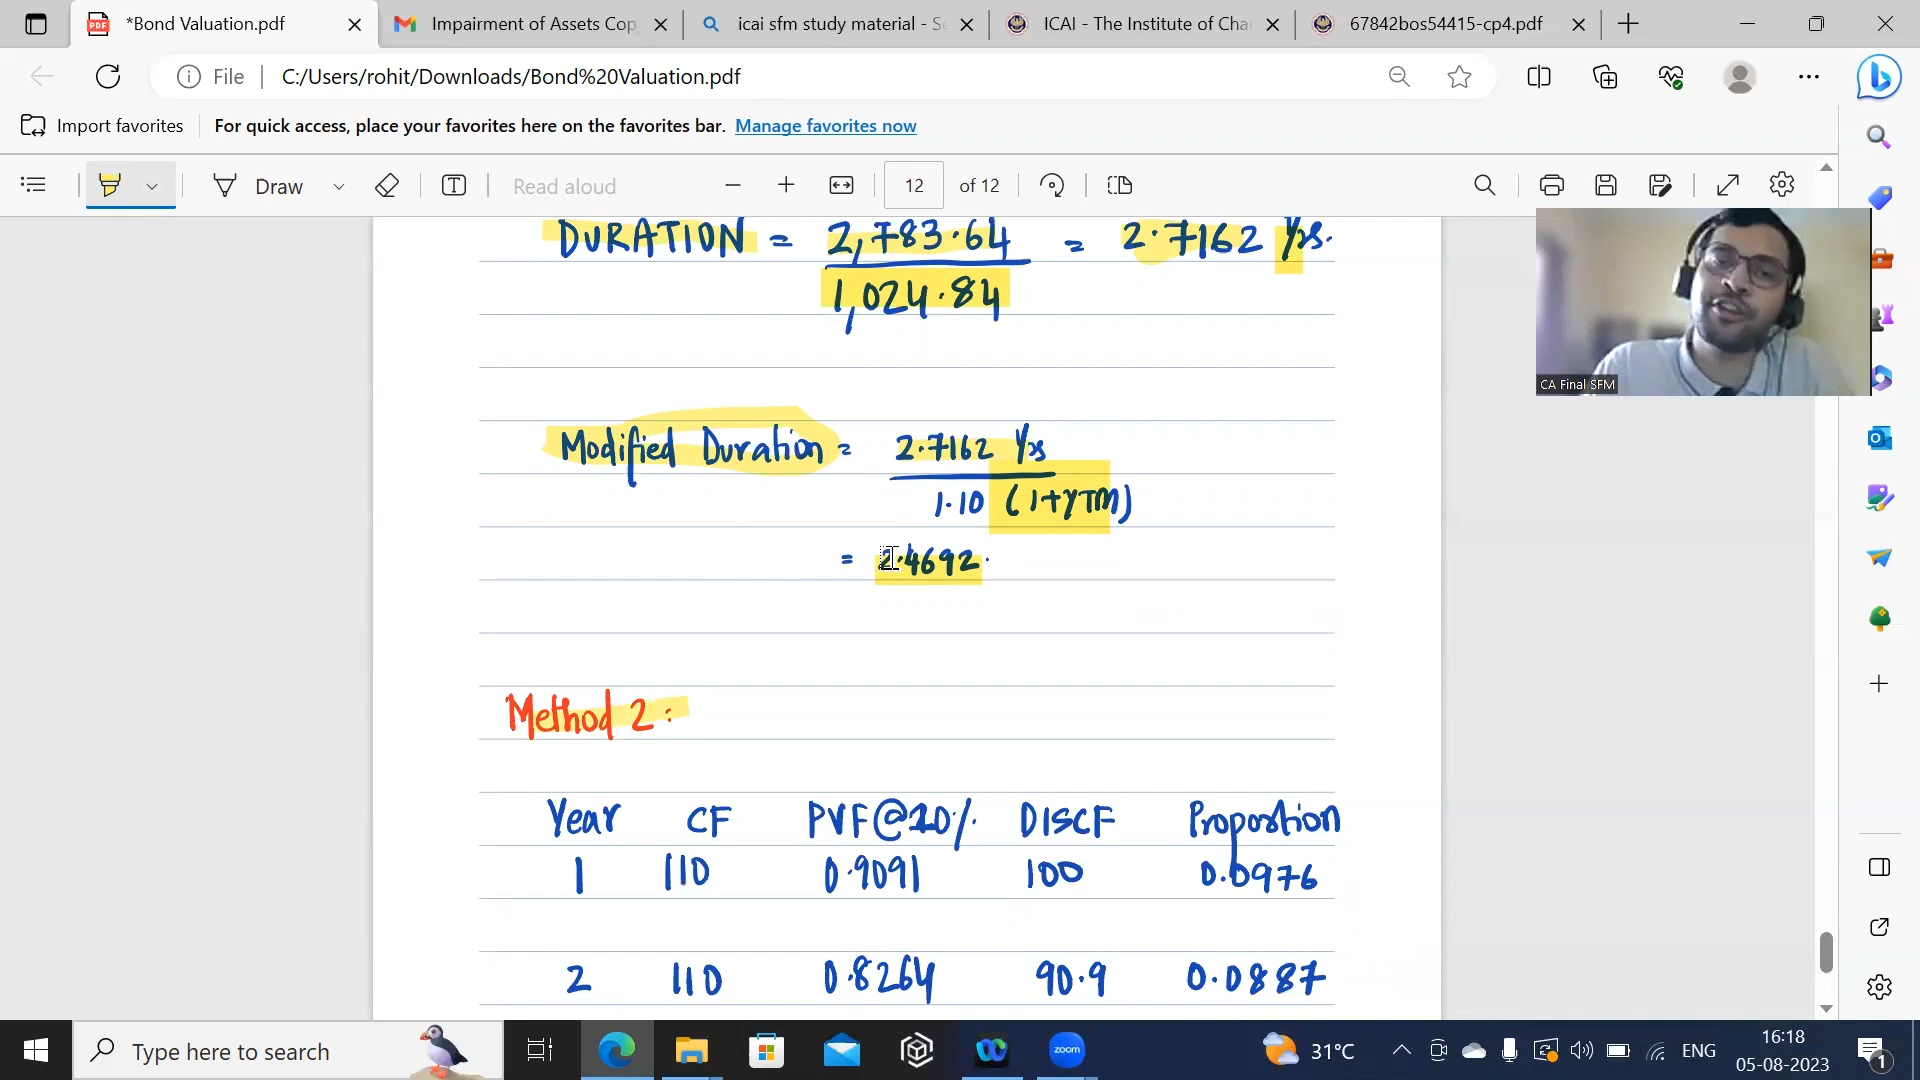 *Bond Valuation.pdf
Impairment of Assets Cop
icai sfm study material - Se
ICAI - The Institute of Cha
67842bos54415-cp4.pdf
File
C:/Users/rohit/Downloads/Bond%20Valuation.pdf
Import favorites
For quick access, place your favorites here on the favorites bar. Manage favorites now
Draw
Read aloud
12 of 12
DURATION = 2,783.64 = 2.7162 Yrs.
1,024.84
CA Final SFM
Modified Duration = 2.7162 Yrs
1.10 (1+YTM)
= 2.4692.
Method 2:
Year CF PVF@10% DISCF Proportion
1 110 0.9091 100 0.0976
2 110 0.8264 90.9 0.0887
Type here to search
zoom
31°C
ENG
16:18
05-08-2023
1